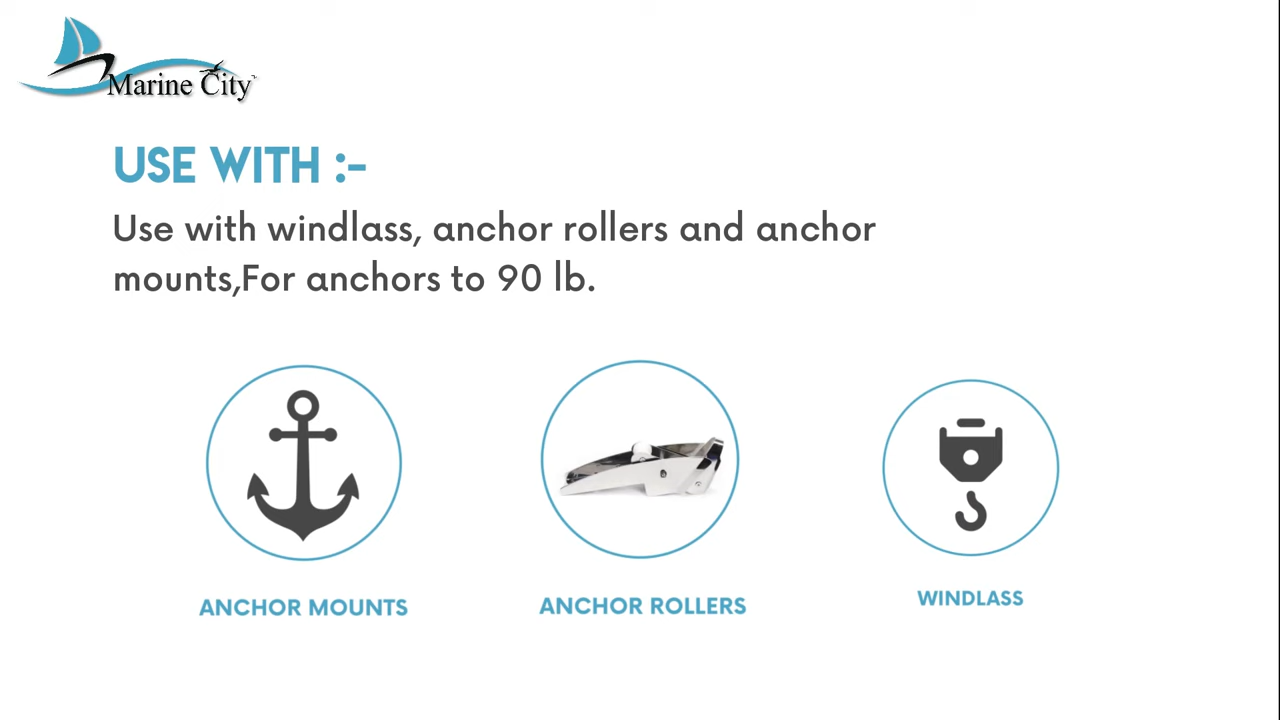 Marine City
USE WITH :-
Use with windlass, anchor rollers and anchor
mounts,For anchors to 90 lb.
ANCHOR MOUNTS
ANCHOR ROLLERS
WINDLASS